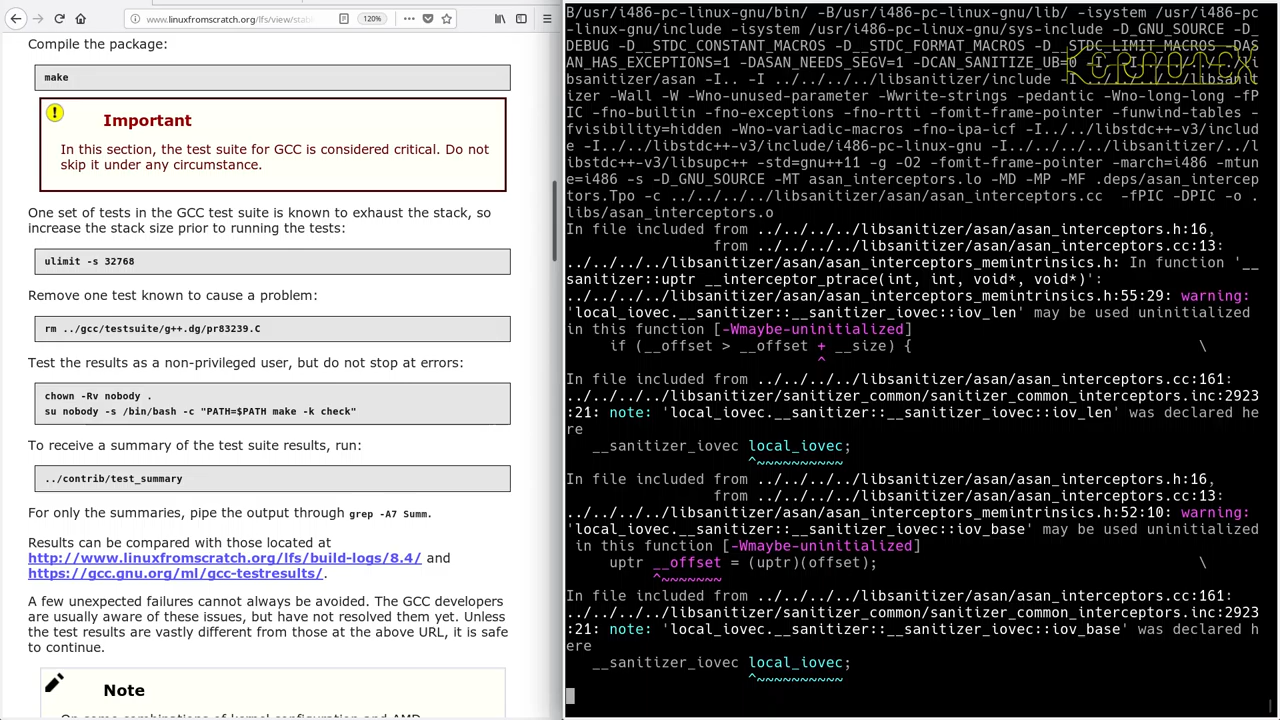 www.linuxfromscratch.org/lfs/view/stab
120%
Compile the package:
make
Important
In this section, the test suite for GCC is considered critical. Do not
skip it under any circumstance.
One set of tests in the GCC test suite is known to exhaust the stack, so
increase the stack size prior to running the tests:
ulimit -s 32768
Remove one test known to cause a problem:
rm ../gcc/testsuite/g++.dg/pr83239.C
Test the results as a non-privileged user, but do not stop at errors:
chown -Rv nobody .
su nobody -s /bin/bash -c "PATH=$PATH make -k check"
To receive a summary of the test suite results, run:
../contrib/test_summary
For only the summaries, pipe the output through grep -A7 Summ.
Results can be compared with those located at
http://www.linuxfromscratch.org/lfs/build-logs/8.4/ and
https://gcc.gnu.org/ml/gcc-testresults/.
A few unexpected failures cannot always be avoided. The GCC developers
are usually aware of these issues, but have not resolved them yet. Unless
the test results are vastly different from those at the above URL, it is safe
to continue.
Note
On some combinations of kernel configuration and AMD
B/usr/i486-pc-linux-gnu/bin/ -B/usr/i486-pc-linux-gnu/lib/ -isystem /usr/i486-pc
-linux-gnu/include -isystem /usr/i486-pc-linux-gnu/sys-include -D_GNU_SOURCE -D_
DEBUG -D__STDC_CONSTANT_MACROS -D__STDC_FORMAT_MACROS -D__STDC_LIMIT_MACROS -DAS
AN_HAS_EXCEPTIONS=1 -DASAN_NEEDS_SEGV=1 -DCAN_SANITIZE_UB=0 -I. -I../../../../li
bsanitizer/asan -I.. -I ../../../../libsanitizer/include -I ../../../../libsanit
izer -Wall -W -Wno-unused-parameter -Wwrite-strings -pedantic -Wno-long-long -fP
IC -fno-builtin -fno-exceptions -fno-rtti -fomit-frame-pointer -funwind-tables -
fvisibility=hidden -Wno-variadic-macros -fno-ipa-icf -I../../libstdc++-v3/includ
e -I../../libstdc++-v3/include/i486-pc-linux-gnu -I../../../../libsanitizer/../l
ibstdc++-v3/libsupc++ -std=gnu++11 -g -O2 -fomit-frame-pointer -march=i486 -mtun
e=i486 -s -D_GNU_SOURCE -MT asan_interceptors.lo -MD -MP -MF .deps/asan_intercep
tors.Tpo -c ../../../../libsanitizer/asan/asan_interceptors.cc  -fPIC -DPIC -o .
libs/asan_interceptors.o
In file included from ../../../../libsanitizer/asan/asan_interceptors.h:16,
from ../../../../libsanitizer/asan/asan_interceptors.cc:13:
../../../../libsanitizer/asan/asan_interceptors_memintrinsics.h: In function '__
sanitizer::uptr __interceptor_ptrace(int, int, void*, void*)':
../../../../libsanitizer/asan/asan_interceptors_memintrinsics.h:55:29: warning:
'local_iovec.__sanitizer::__sanitizer_iovec::iov_len' may be used uninitialized
in this function [-Wmaybe-uninitialized]
if (__offset > __offset + __size) { \
^
In file included from ../../../../libsanitizer/asan/asan_interceptors.cc:161:
../../../../libsanitizer/sanitizer_common/sanitizer_common_interceptors.inc:2923
:21: note: 'local_iovec.__sanitizer::__sanitizer_iovec::iov_len' was declared he
re
__sanitizer_iovec local_iovec;
^~~~~~~~~~~
In file included from ../../../../libsanitizer/asan/asan_interceptors.h:16,
from ../../../../libsanitizer/asan/asan_interceptors.cc:13:
../../../../libsanitizer/asan/asan_interceptors_memintrinsics.h:52:10: warning:
'local_iovec.__sanitizer::__sanitizer_iovec::iov_base' may be used uninitialized
in this function [-Wmaybe-uninitialized]
uptr __offset = (uptr)(offset); \
^~~~~~~~
In file included from ../../../../libsanitizer/asan/asan_interceptors.cc:161:
../../../../libsanitizer/sanitizer_common/sanitizer_common_interceptors.inc:2923
:21: note: 'local_iovec.__sanitizer::__sanitizer_iovec::iov_base' was declared h
ere
__sanitizer_iovec local_iovec;
^~~~~~~~~~~